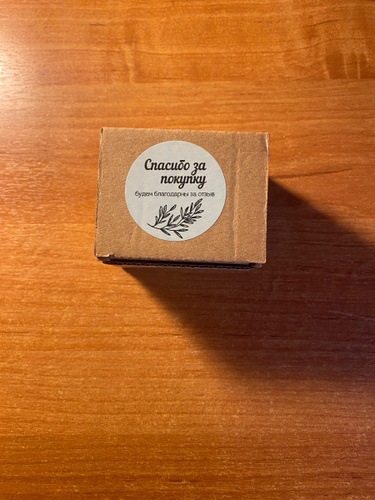 Спасибо за
покупку
будем благодарны за отзыв